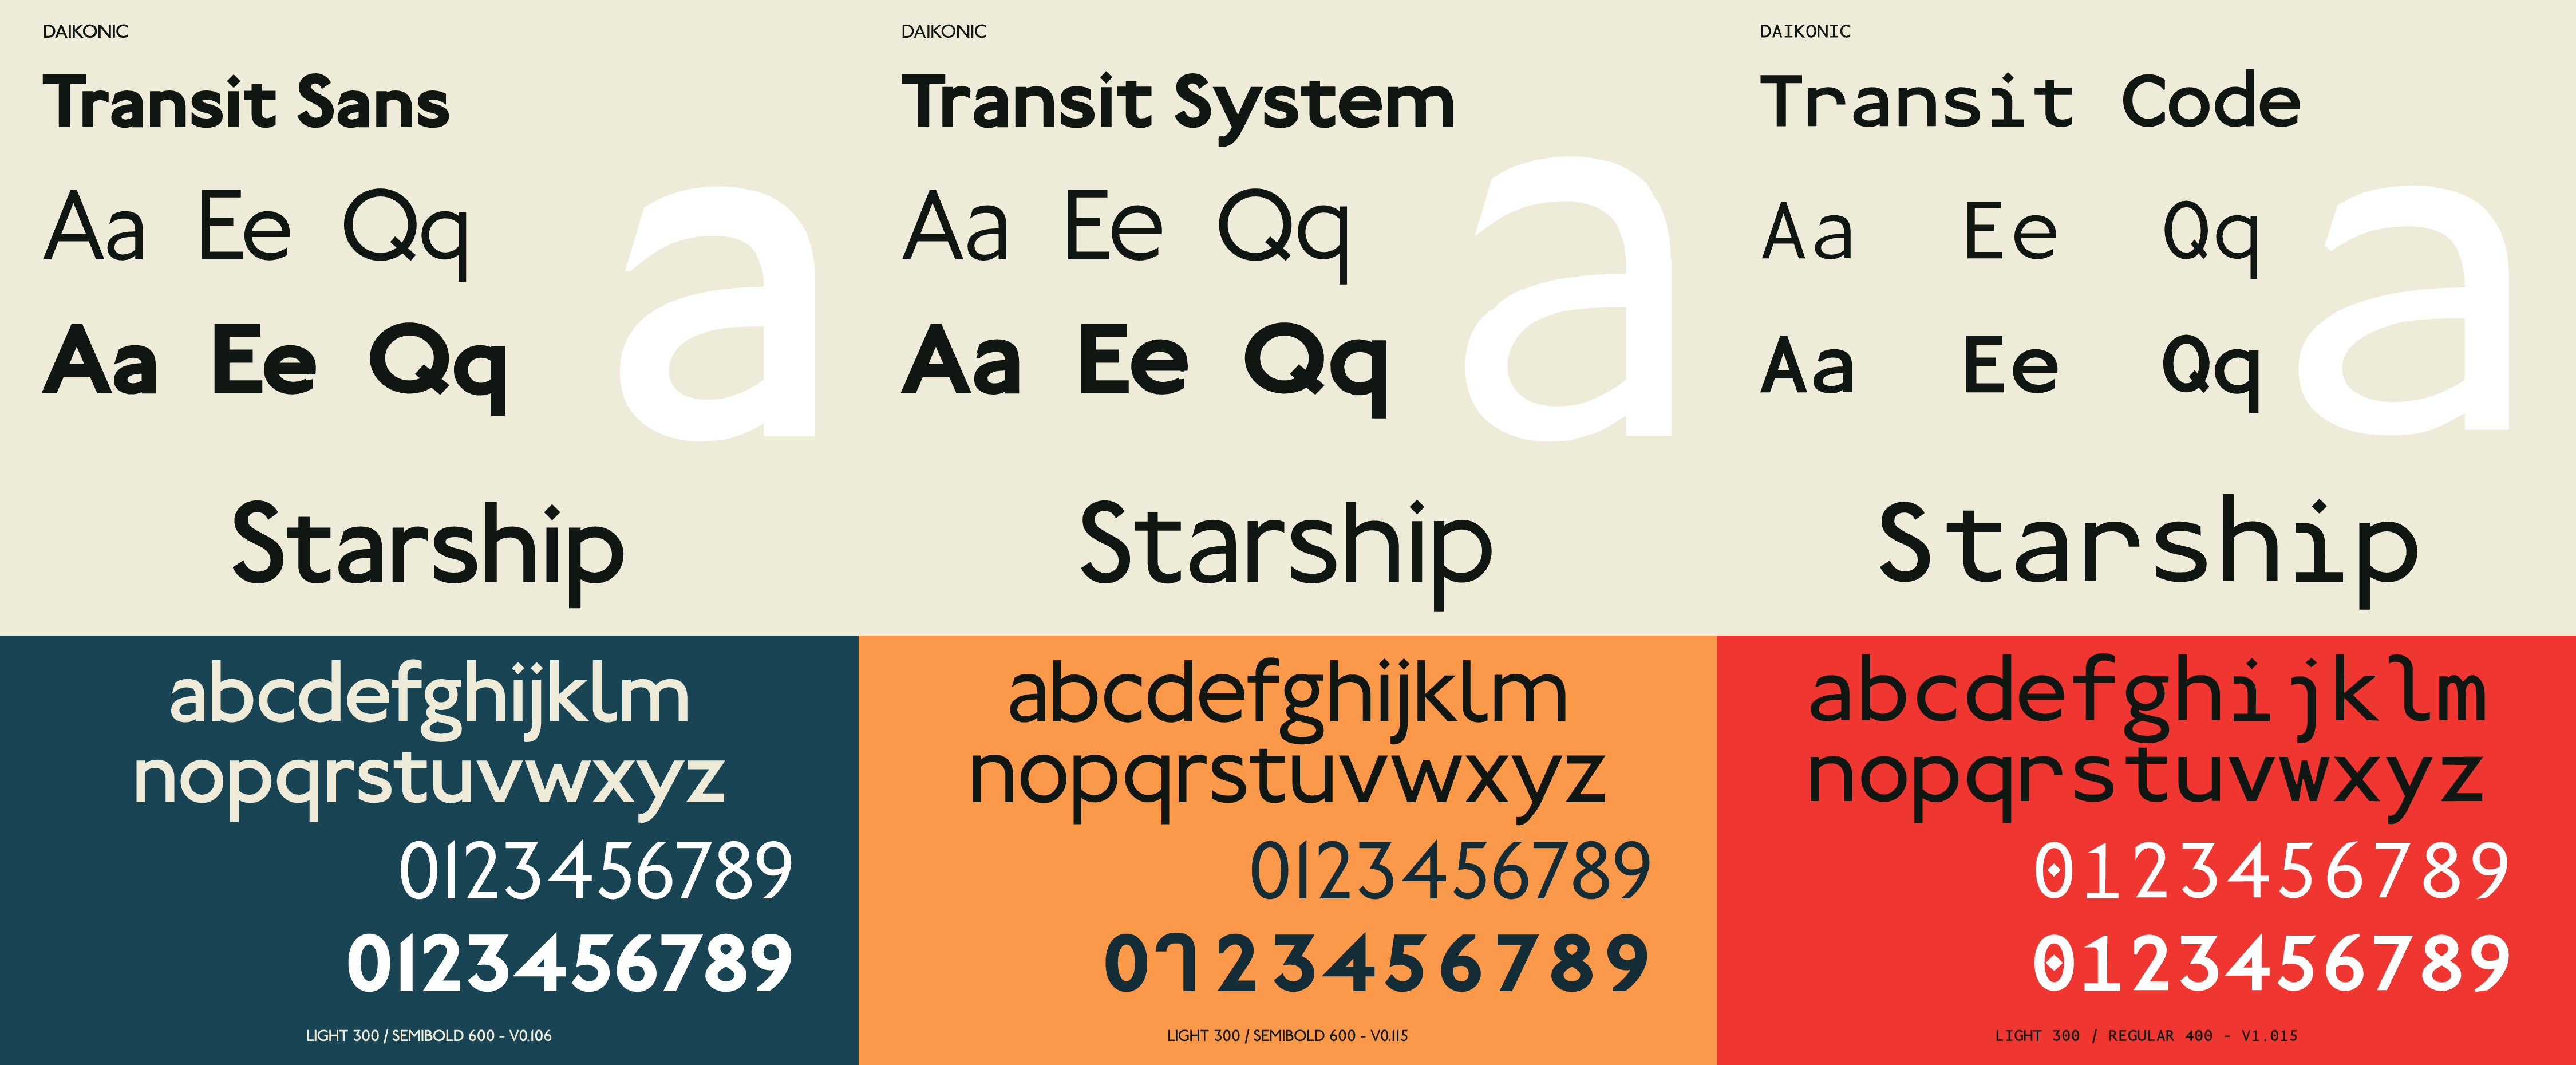 DAIKONIC
Transit Sans
Aa Ee Qq
Aa Ee Qq
a
Starship
abcdefghijklm
nopqrstuvwxyz
0123456789
0123456789
LIGHT 300 / SEMIBOLD 600 - V0.106
DAIKONIC
Transit System
Aa Ee Qq
Aa Ee Qq
a
Starship
abcdefghijklm
nopqrstuvwxyz
0123456789
0123456789
LIGHT 300 / SEMIBOLD 600 - V0.115
DAIKONIC
Transit Code
Aa Ee Qq
Aa Ee Qq
a
Starship
abcdefghijklm
nopqrstuvwxyz
0123456789
0123456789
LIGHT 300 / REGULAR 400 - V1.015